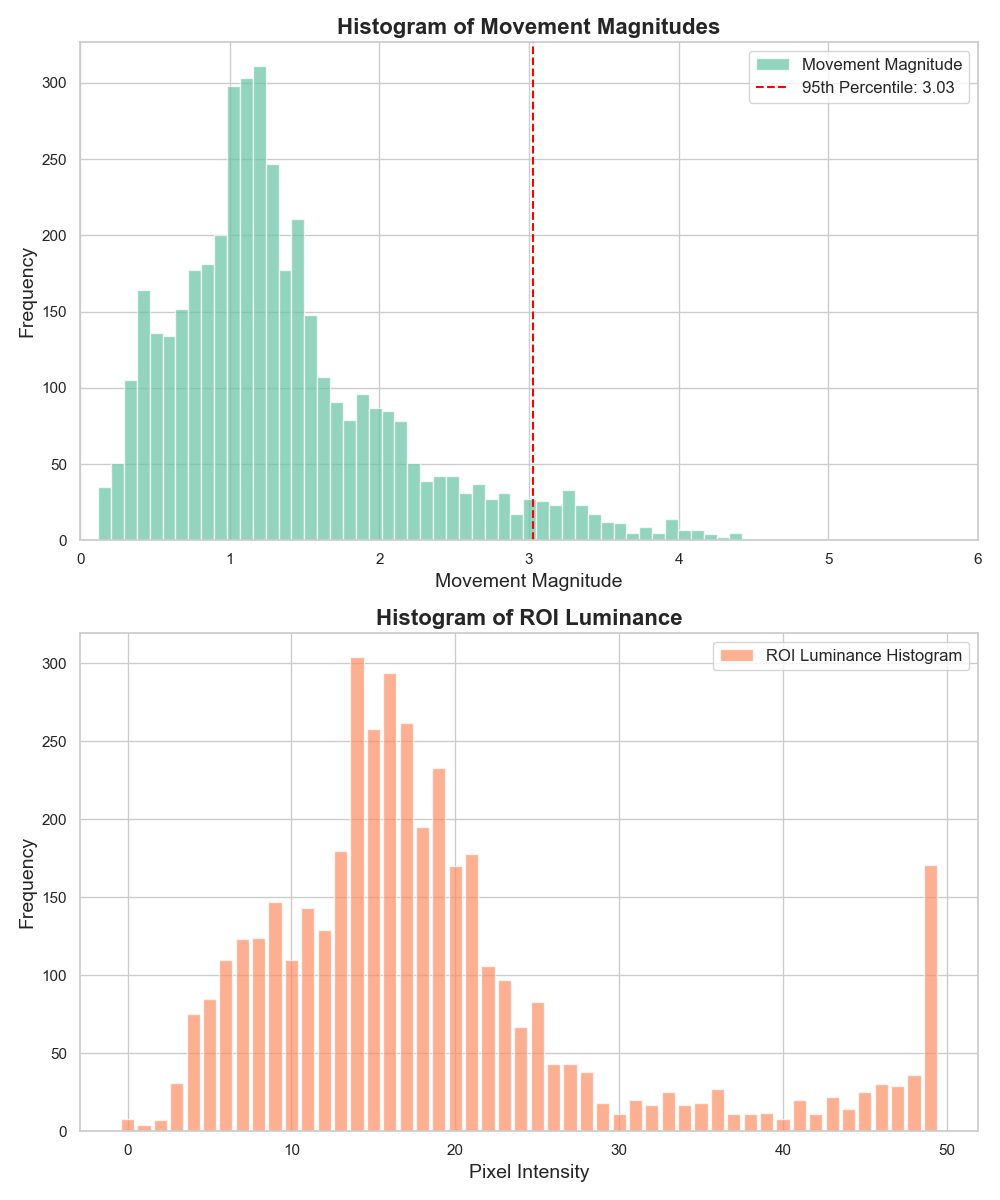 Histogram of Movement Magnitudes
Movement Magnitude
95th Percentile: 3.03
Frequency
300
250
200
150
100
50
0
0 1 2 3 4 5 6
Movement Magnitude
Histogram of ROI Luminance
ROI Luminance Histogram
Frequency
300
250
200
150
100
50
0
0 10 20 30 40 50
Pixel Intensity